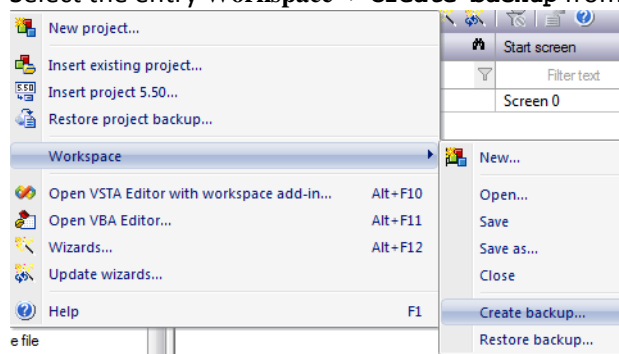 Select the entry Workspace -> Create backup from
New project...
Insert existing project...
Insert project 5.50...
Restore project backup...
Workspace
Open VSTA Editor with workspace add-in... Alt+F10
Open VBA Editor... Alt+F11
Wizards... Alt+F12
Update wizards...
Help F1
e file
Start screen
Filter text
Screen 0
New...
Open...
Save
Save as...
Close
Create backup...
Restore backup...